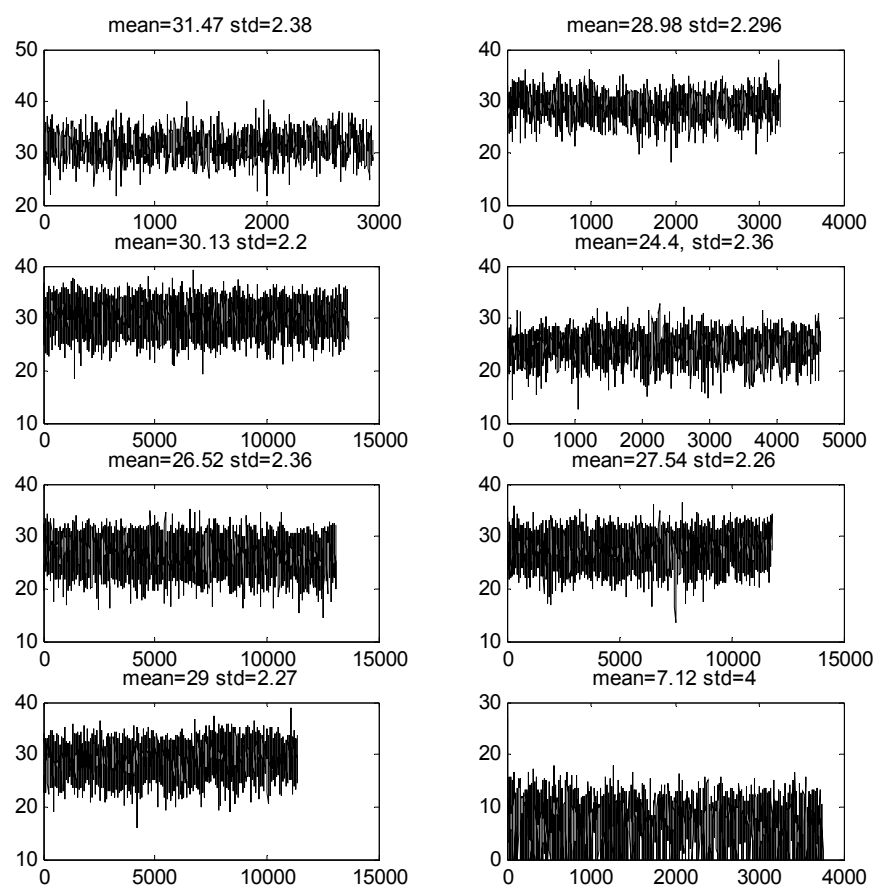 mean=31.47 std=2.38
50
40
30
20
0 1000 2000 3000
mean=28.98 std=2.296
40
30
20
10
0 1000 2000 3000 4000
mean=30.13 std=2.2
40
30
20
10
0 5000 10000 15000
mean=24.4, std=2.36
40
30
20
10
0 1000 2000 3000 4000 5000
mean=26.52 std=2.36
40
30
20
10
0 5000 10000 15000
mean=27.54 std=2.26
40
30
20
10
0 5000 10000 15000
mean=29 std=2.27
40
30
20
10
0 5000 10000 15000
mean=7.12 std=4
30
20
10
0
0 1000 2000 3000 4000